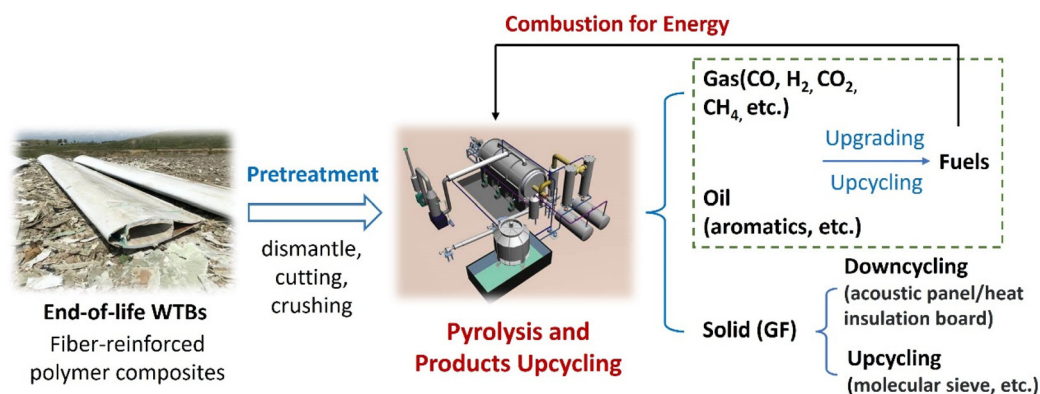 Combustion for Energy
Gas(CO, H₂, CO₂,
CH₄, etc.)
Upgrading
Fuels
Upcycling
Oil
(aromatics, etc.)
Pretreatment
dismantle,
cutting,
crushing
End-of-life WTBs
Fiber-reinforced
polymer composites
Pyrolysis and
Products Upcycling
Solid (GF)
Downcycling
(acoustic panel/heat
insulation board)
Upcycling
(molecular sieve, etc.)